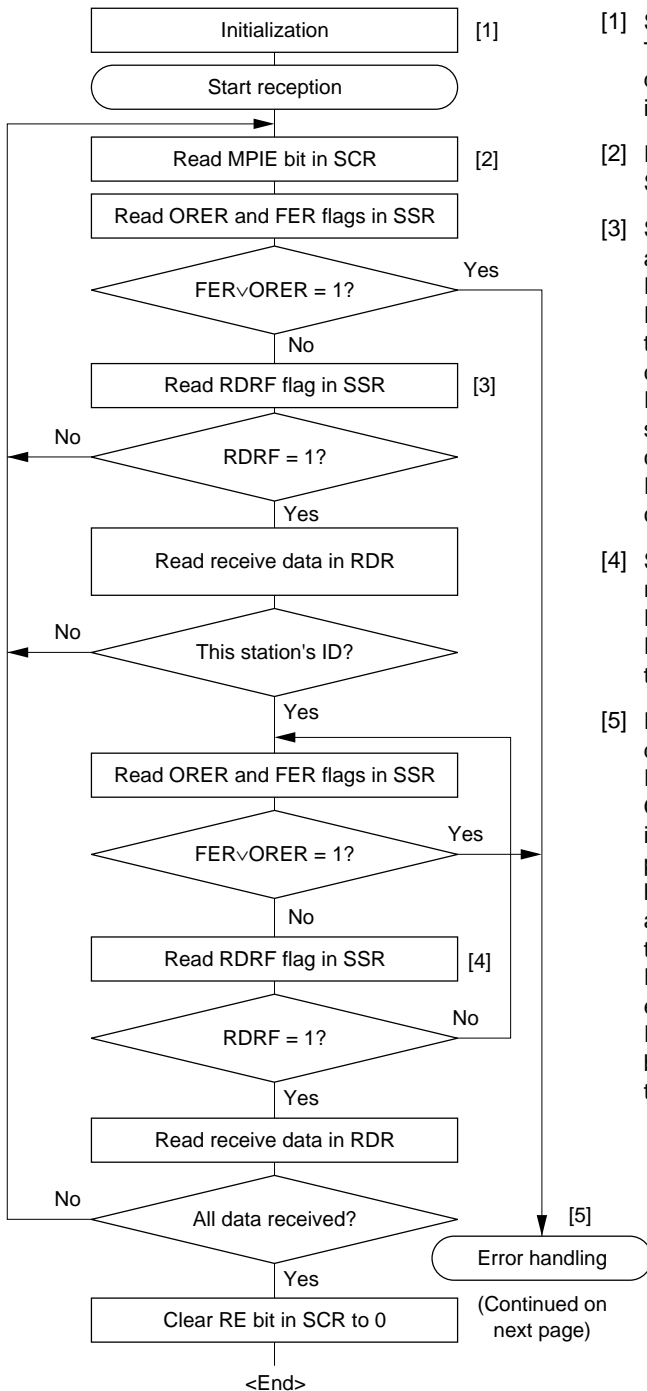 Initialization
[1]
Start reception
Read MPIE bit in SCR
[2]
Read ORER and FER flags in SSR
FER∨ORER = 1?
Yes
No
Read RDRF flag in SSR
[3]
No
RDRF = 1?
Yes
Read receive data in RDR
No
This station's ID?
Yes
Read ORER and FER flags in SSR
FER∨ORER = 1?
Yes
No
Read RDRF flag in SSR
[4]
RDRF = 1?
No
Yes
Read receive data in RDR
No
All data received?
[5]
Yes
Error handling
Clear RE bit in SCR to 0
(Continued on
next page)
<End>
[1]
[2]
[3]
[4]
[5]